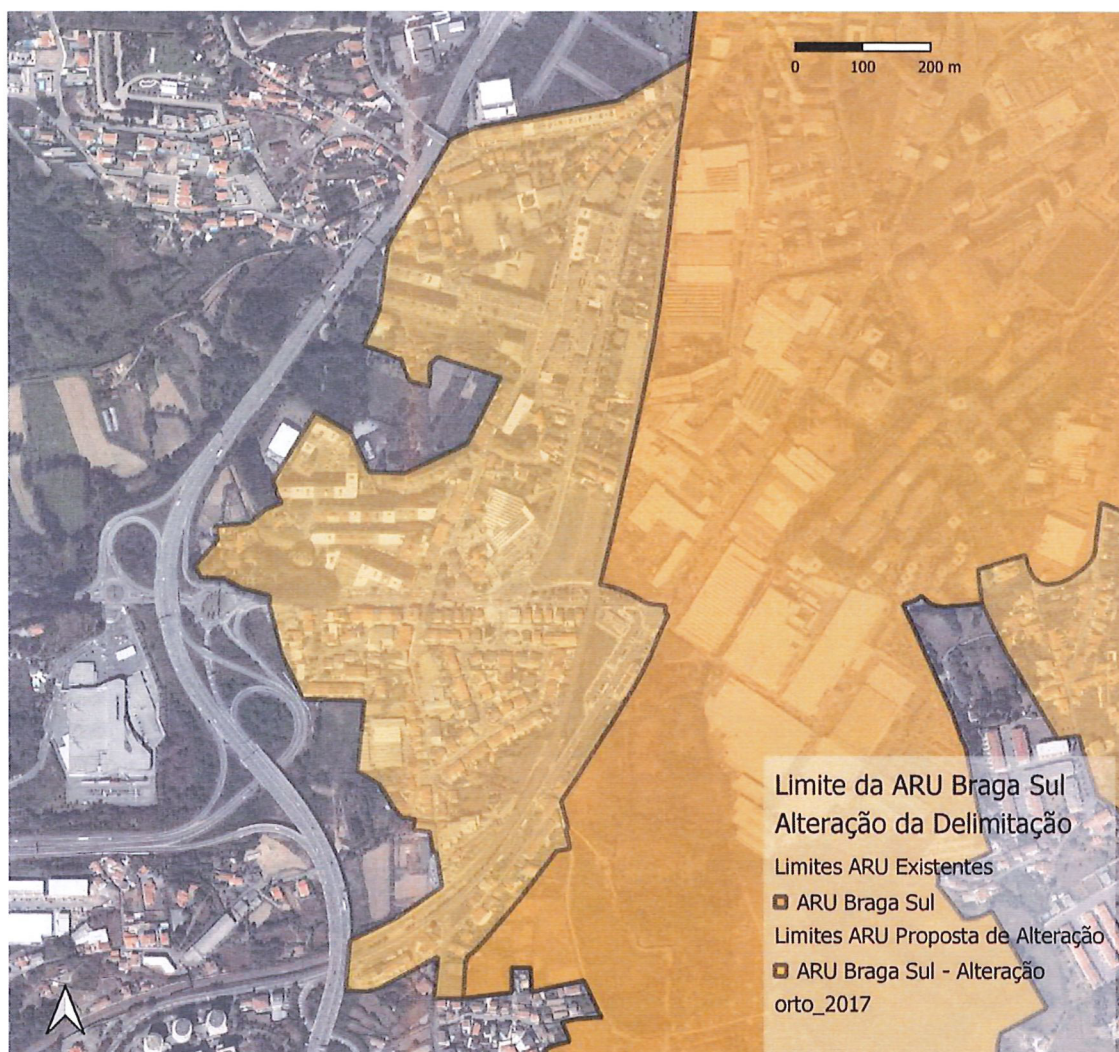 0 100 200 m
Limite da ARU Braga Sul
Alteração da Delimitação
Limites ARU Existentes
ARU Braga Sul
Limites ARU Proposta de Alteração
ARU Braga Sul - Alteração
orto_2017